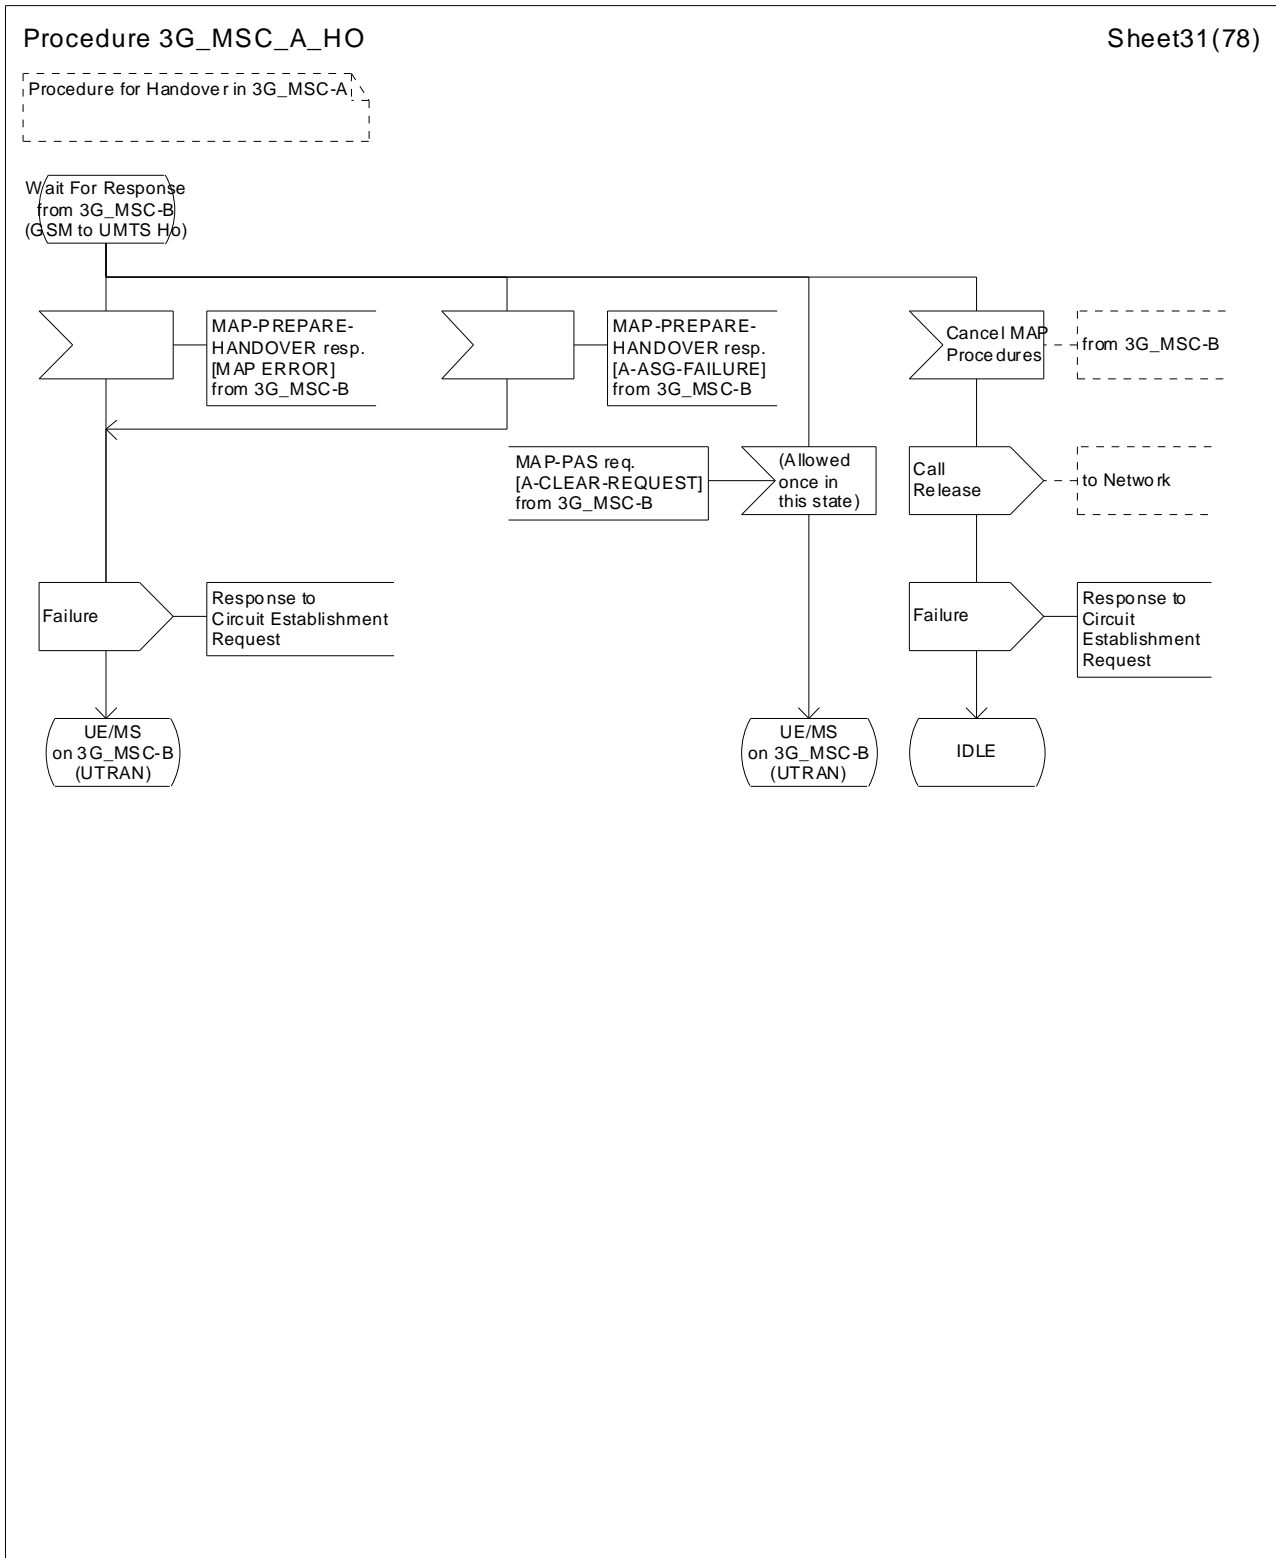 Procedure 3G_MSC_A_HO
Sheet31(78)
Procedure for Handover in 3G_MSC-A
Wait For Response
from 3G_MSC-B
(GSM to UMTS Ho)
MAP-PREPARE-
HANDOVER resp.
[MAP ERROR]
from 3G_MSC-B
MAP-PREPARE-
HANDOVER resp.
[A-ASG-FAILURE]
from 3G_MSC-B
Cancel MAP
Procedures
from 3G_MSC-B
MAP-PAS req.
[A-CLEAR-REQUEST]
from 3G_MSC-B
(Allowed
once in
this state)
Call
Release
to Network
Failure
Response to
Circuit Establishment
Request
Failure
Response to
Circuit
Establishment
Request
UE/MS
on 3G_MSC-B
(UTRAN)
UE/MS
on 3G_MSC-B
(UTRAN)
IDLE